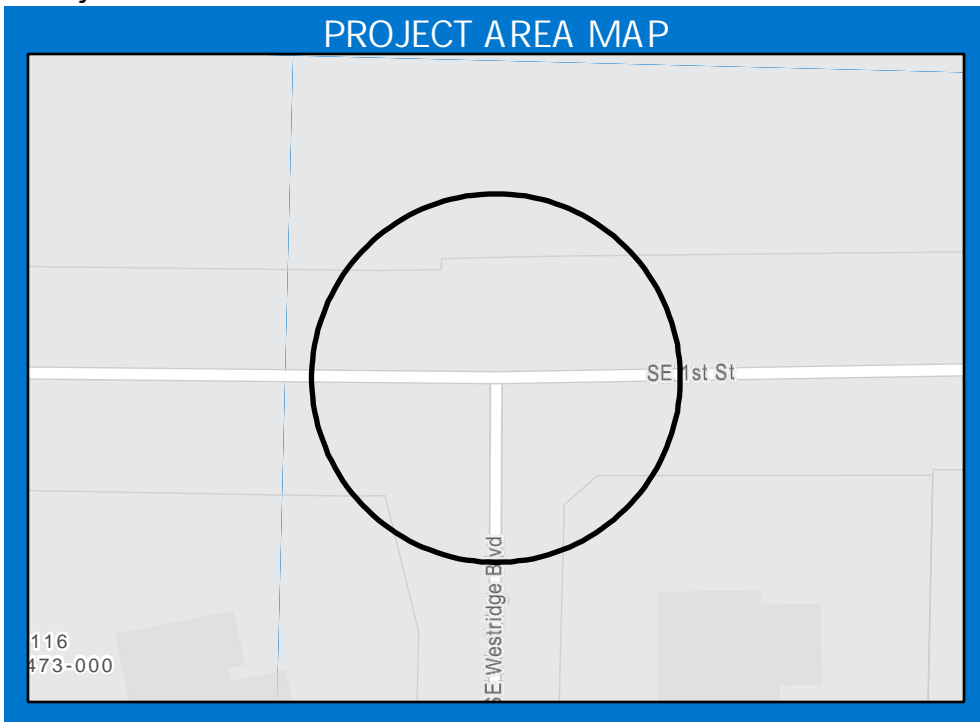 PROJECT AREA MAP
SE 1st St
SE Westridge Blvd
116
473-000